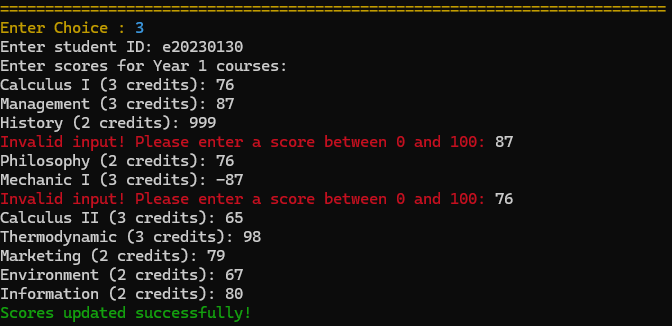 ==========================================================================
Enter Choice : 3
Enter student ID: e20230130
Enter scores for Year 1 courses:
Calculus I (3 credits): 76
Management (3 credits): 87
History (2 credits): 999
Invalid input! Please enter a score between 0 and 100: 87
Philosophy (2 credits): 76
Mechanic I (3 credits): -87
Invalid input! Please enter a score between 0 and 100: 76
Calculus II (3 credits): 65
Thermodynamic (3 credits): 98
Marketing (2 credits): 79
Environment (2 credits): 67
Information (2 credits): 80
Scores updated successfully!